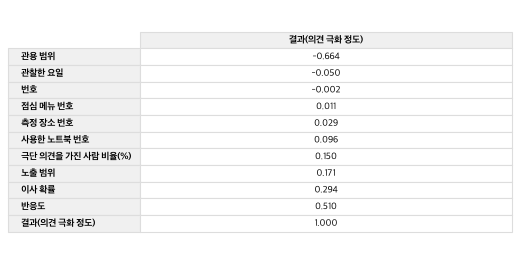 결과(의견 극화 정도)
관용 범위 -0.664
관찰한 요일 -0.050
번호 -0.002
점심 메뉴 번호 0.011
측정 장소 번호 0.029
사용한 노트북 번호 0.096
극단 의견을 가진 사람 비율(%) 0.150
노출 범위 0.171
이사 확률 0.294
반응도 0.510
결과(의견 극화 정도) 1.000